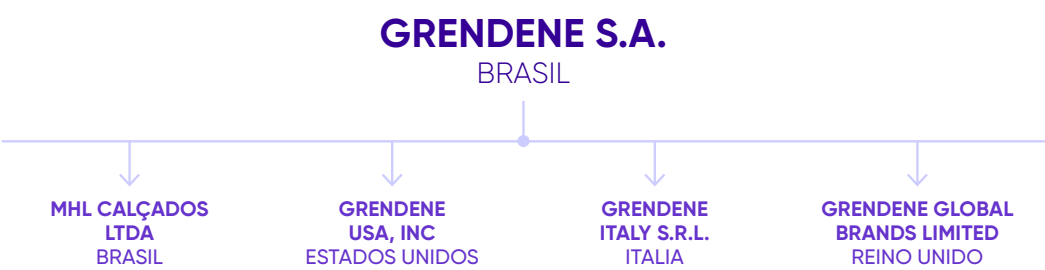 GRENDENE S.A.
BRASIL
MHL CALÇADOS
LTDA
BRASIL
GRENDENE
USA, INC
ESTADOS UNIDOS
GRENDENE
ITALY S.R.L.
ITALIA
GRENDENE GLOBAL
BRANDS LIMITED
REINO UNIDO